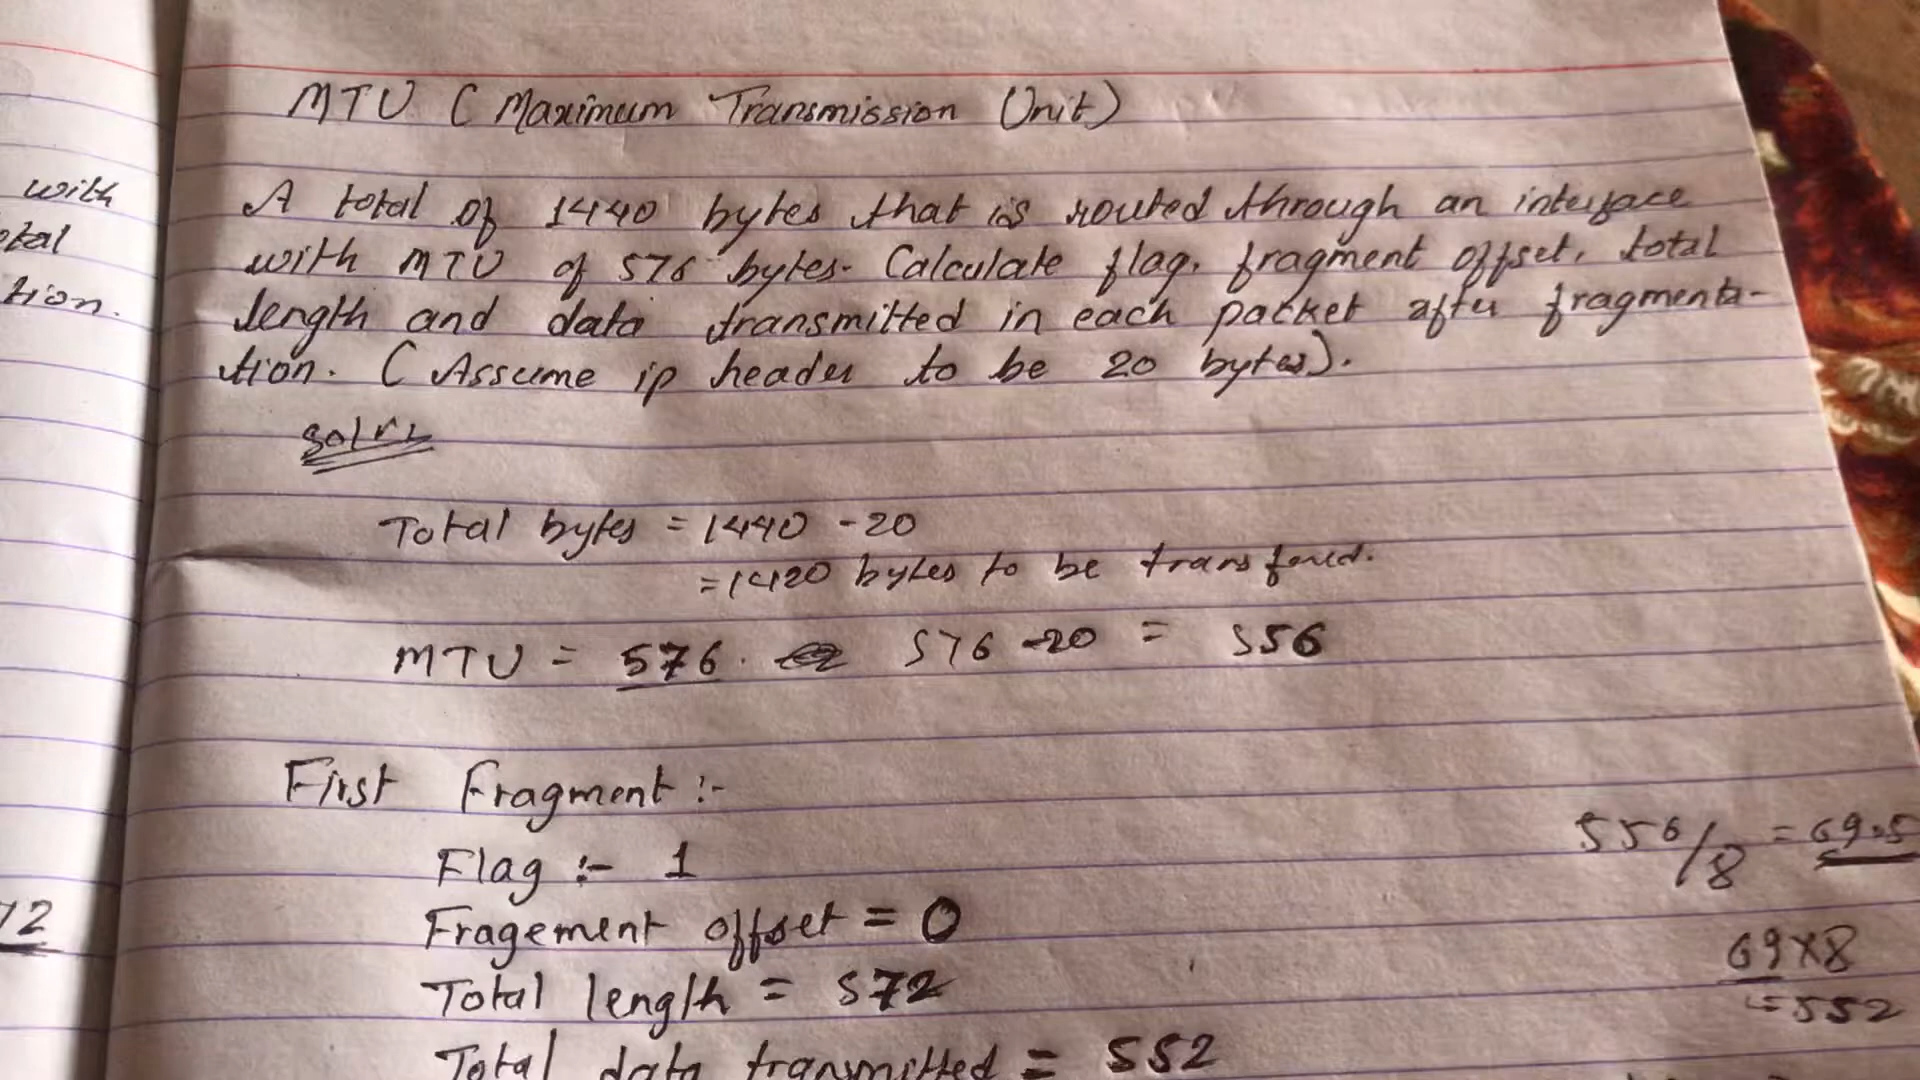 MTU ( Maximum Transmission Unit)
A total of 1440 bytes that is routed through an interface
with MTU of 576 bytes. Calculate flag, fragment offset, total
length and data transmitted in each packet after fragmenta-
tion. ( Assume ip header to be 20 bytes).
Soln
Total bytes = 1440 - 20
= 1420 bytes to be transfered.
MTU = 576. 576 - 20 = 556
First Fragment :-
Flag :- 1
Fragement offset = 0
Total length = 572
Total data transmitted = 552
556/8 = 69.5
69X8
=552
with
tion.